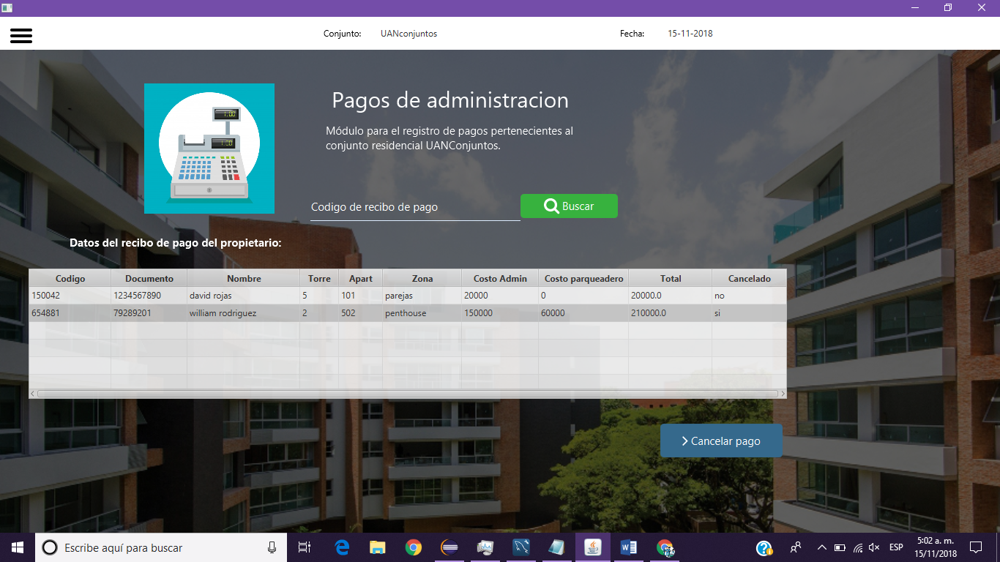 Conjunto: UANconjuntos Fecha: 15-11-2018
1.00
1.00
Pagos de administracion
Módulo para el registro de pagos pertenecientes al
conjunto residencial UANConjuntos.
Codigo de recibo de pago Buscar
Datos del recibo de pago del propietario:
Codigo Documento Nombre Torre Apart Zona Costo Admin Costo parqueadero Total Cancelado
150042 1234567890 david rojas 5 101 parejas 20000 0 20000.0 no
654881 79289201 william rodriguez 2 502 penthouse 150000 60000 210000.0 si
Cancelar pago
Escribe aquí para buscar ESP 5:02 a. m.
15/11/2018